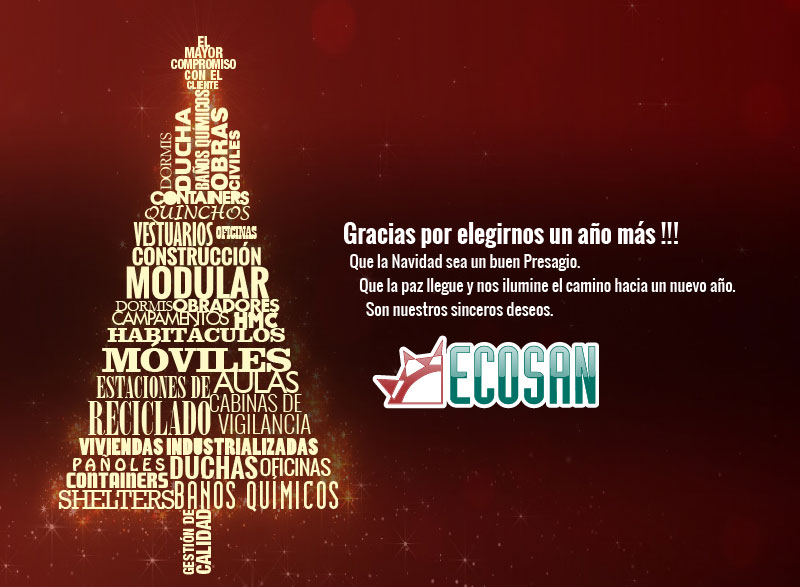 EL
MAYOR
COMPROMISO
CON EL
CLIENTE
DORMIS
DUCHA
BAÑOS QUÍMICOS
OBRAS
CIVILES
CONTAINERS
QUINCHOS
VESTUARIOS OFICINAS
CONSTRUCCIÓN
MODULAR
DORMIS OBRADORES
CAMPAMENTOS HMC
HABITÁCULOS
MÓVILES
ESTACIONES DE AULAS
RECICLADO CABINAS DE
VIGILANCIA
VIVIENDAS INDUSTRIALIZADAS
PAÑOLES DUCHAS OFICINAS
CONTAINERS
SHELTERS BANOS QUÍMICOS
GESTIÓN DE
CALIDAD
Gracias por elegirnos un año más !!!
Que la Navidad sea un buen Presagio.
Que la paz llegue y nos ilumine el camino hacia un nuevo año.
Son nuestros sinceros deseos.
ECOSAN